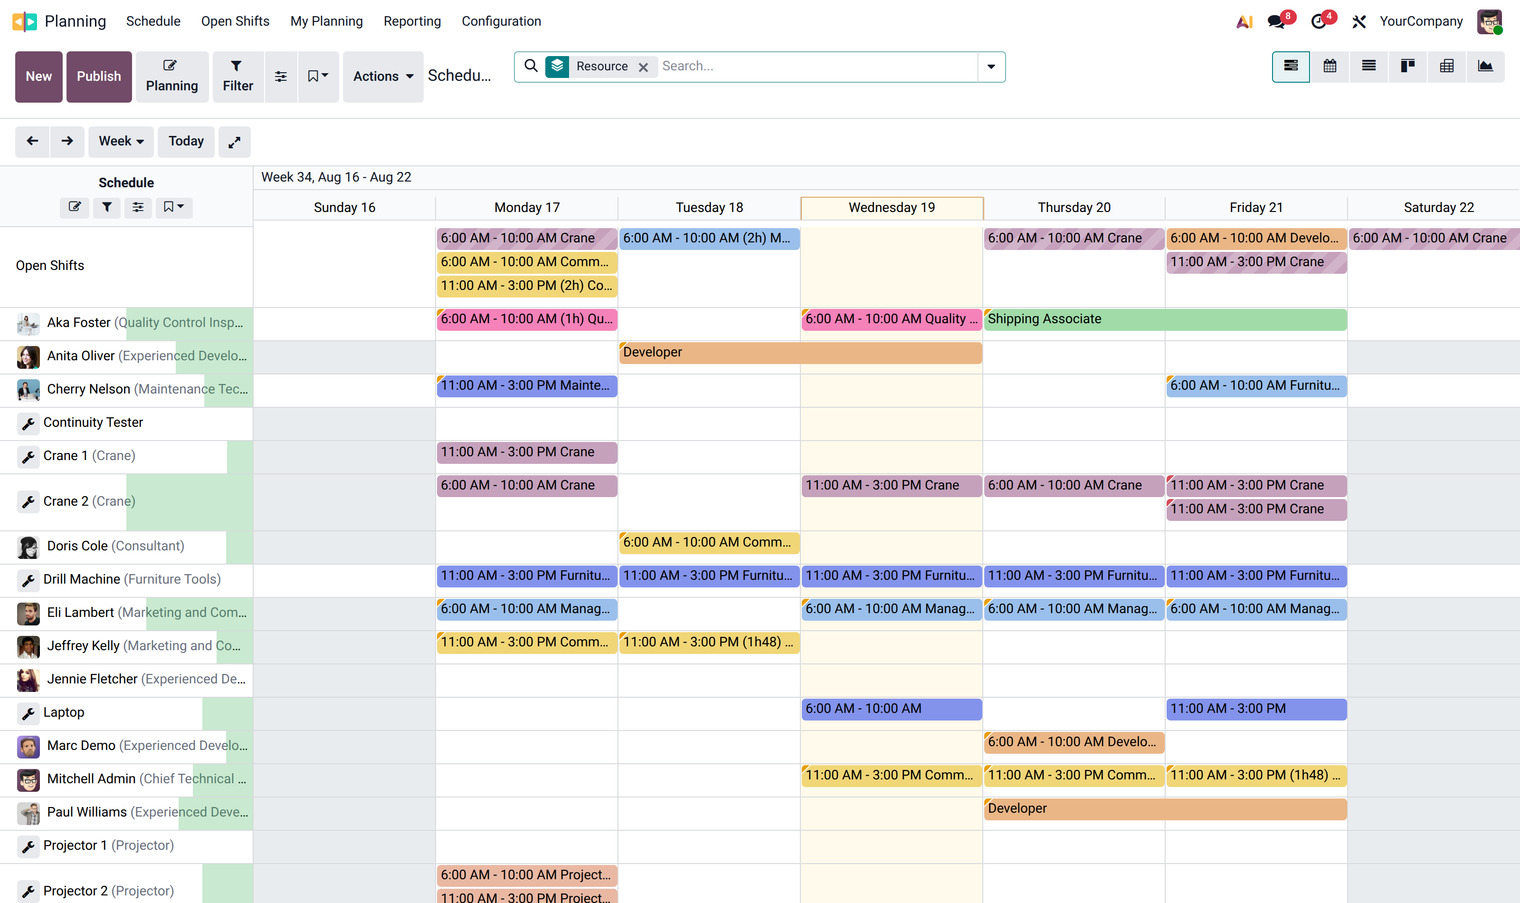 Planning Schedule Open Shifts My Planning Reporting Configuration 8 4 YourCompany
New Publish Planning Filter Actions Schedu... Resource Search...
Week Today
Schedule
Week 34, Aug 16 - Aug 22
Sunday 16 Monday 17 Tuesday 18 Wednesday 19 Thursday 20 Friday 21 Saturday 22
Open Shifts
6:00 AM - 10:00 AM Crane 6:00 AM - 10:00 AM (2h) M... 6:00 AM - 10:00 AM Crane 6:00 AM - 10:00 AM Develo... 6:00 AM - 10:00 AM Crane
6:00 AM - 10:00 AM Comm... 11:00 AM - 3:00 PM Crane
11:00 AM - 3:00 PM (2h) Co...
Aka Foster (Quality Control Insp... 6:00 AM - 10:00 AM (1h) Qu... 6:00 AM - 10:00 AM Quality ... Shipping Associate
Anita Oliver (Experienced Develo... Developer
Cherry Nelson (Maintenance Tec... 11:00 AM - 3:00 PM Mainte... 6:00 AM - 10:00 AM Furnitu...
Continuity Tester
Crane 1 (Crane) 11:00 AM - 3:00 PM Crane
Crane 2 (Crane) 6:00 AM - 10:00 AM Crane 11:00 AM - 3:00 PM Crane 6:00 AM - 10:00 AM Crane 11:00 AM - 3:00 PM Crane
11:00 AM - 3:00 PM Crane
Doris Cole (Consultant) 6:00 AM - 10:00 AM Comm...
Drill Machine (Furniture Tools) 11:00 AM - 3:00 PM Furnitu... 11:00 AM - 3:00 PM Furnitu... 11:00 AM - 3:00 PM Furnitu... 11:00 AM - 3:00 PM Furnitu... 11:00 AM - 3:00 PM Furnitu...
Eli Lambert (Marketing and Com... 6:00 AM - 10:00 AM Manag... 6:00 AM - 10:00 AM Manag... 6:00 AM - 10:00 AM Manag... 6:00 AM - 10:00 AM Manag...
Jeffrey Kelly (Marketing and Co... 11:00 AM - 3:00 PM Comm... 11:00 AM - 3:00 PM (1h48) ...
Jennie Fletcher (Experienced De...
Laptop 6:00 AM - 10:00 AM 11:00 AM - 3:00 PM
Marc Demo (Experienced Develo... 6:00 AM - 10:00 AM Develo...
Mitchell Admin (Chief Technical ... 11:00 AM - 3:00 PM Comm... 11:00 AM - 3:00 PM Comm... 11:00 AM - 3:00 PM (1h48) ...
Paul Williams (Experienced Deve... Developer
Projector 1 (Projector)
Projector 2 (Projector) 6:00 AM - 10:00 AM Project...
11:00 AM - 3:00 PM Project...